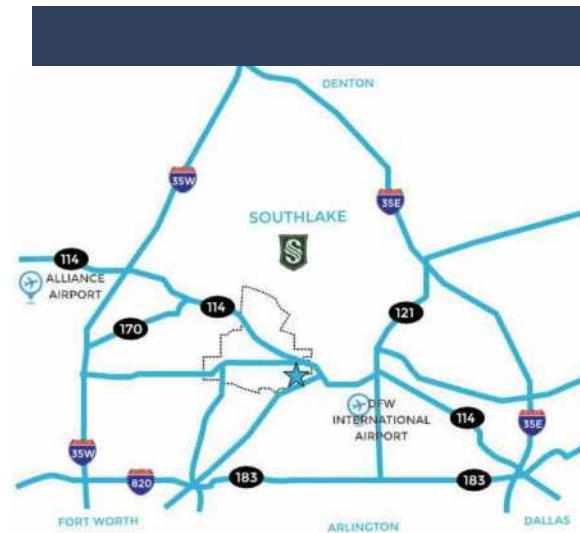 DENTON
35W
35E
SOUTHLAKE
S
114
ALLIANCE
AIRPORT
114
170
121
DFW
INTERNATIONAL
AIRPORT
114
35E
35W
820
183
183
FORT WORTH
ARLINGTON
DALLAS